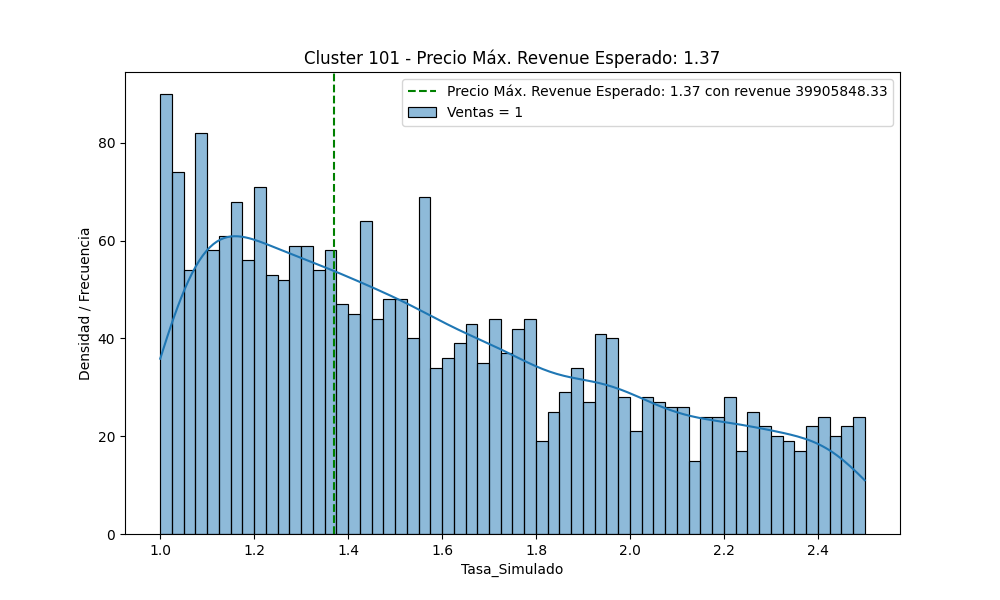 Cluster 101 - Precio Máx. Revenue Esperado: 1.37
Precio Máx. Revenue Esperado: 1.37 con revenue 39905848.33
Ventas = 1
Densidad / Frecuencia
80
60
40
20
0
1.0 1.2 1.4 1.6 1.8 2.0 2.2 2.4
Tasa_Simulado